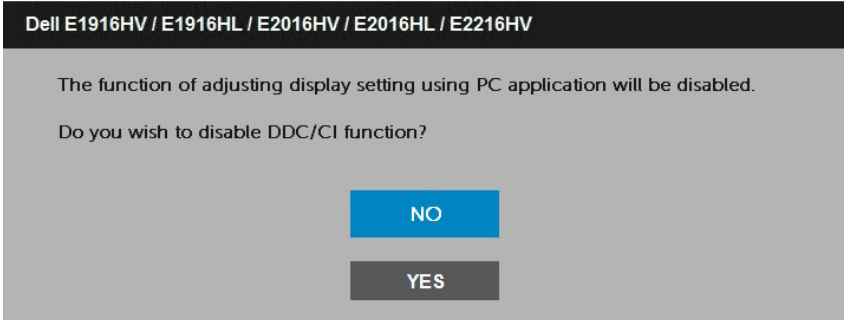 Dell E1916HV / E1916HL / E2016HV / E2016HL / E2216HV
The function of adjusting display setting using PC application will be disabled.
Do you wish to disable DDC/CI function?
NO
YES